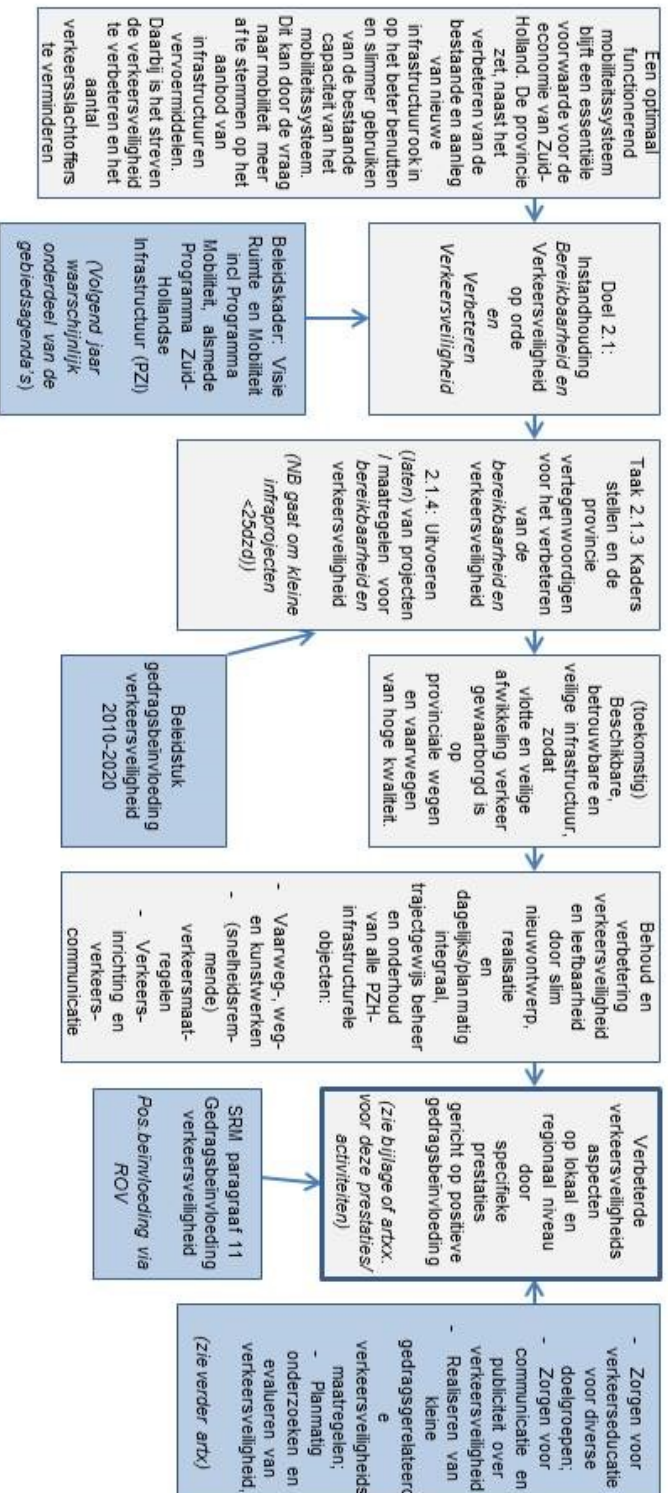 Een optimaal
functionerend
mobiliteitssysteem
blijft een essentiële
voorwaarde voor de
economie van Zuid-
Holland. De provincie
zet, naast het
verbeteren van de
bestaande en aanleg
van nieuwe
infrastructuur ook in
op het beter benutten
en slimmer gebruiken
van de bestaande
capaciteit van het
mobiliteitssysteem.
Dit kan door de vraag
naar mobiliteit meer
af te stemmen op het
aanbod van
infrastructuur en
vervoermiddelen.
Daarbij is het streven
de verkeersveiligheid
te verbeteren en het
aantal
verkeersslachtoffers
te verminderen
Doel 2.1:
Instandhouding
Bereikbaarheid en
Verkeersveiligheid
op orde
Verbeteren
en
Verkeersveiligheid
Beleidskader: Visie
Ruimte en Mobiliteit
incl Programma
Mobiliteit, alsmede
Programma Zuid-
Hollandse
Infrastructuur (PZI)
(Volgend jaar
waarschijnlijk
onderdeel van de
gebiedsagenda's)
Taak 2.1.3 Kaders
stellen en de
provincie
vertegenwoordigen
voor het verbeteren
van de
bereikbaarheid en
verkeersveiligheid
2.1.4: Uitvoeren
(laten) van projecten
/ maatregelen voor
bereikbaarheid en
verkeersveiligheid
(NB gaat om kleine
infraprojecten
<25dzd))
Beleidstuk
gedragsbeïnvloeding
verkeersveiligheid
2010-2020
(toekomstig)
Beschikbare,
betrouwbare en
veilige infrastructuur,
zodat
vlotte en veilige
afwikkeling verkeer
gewaarborgd is
op
provinciale wegen
en vaarwegen
van hoge kwaliteit.
Behoud en
verbetering
verkeersveiligheid
en leefbaarheid
door slim
nieuwontwerp,
realisatie
en
dagelijks/planmatig
integraal,
trajectgewijs beheer
en onderhoud
van alle PZH-
infrastructurele
objecten:
- Vaarweg-, weg-
en kunstwerken
- (snelheidsrem-
mende)
verkeersmaat-
regelen
- Verkeers-
inrichting en
verkeers-
communicatie
Verbeterde
verkeersveiligheids
aspecten
op lokaal en
regionaal niveau
door
specifieke
prestaties
gericht op positieve
gedragsbeïnvloeding
(zie bijlage of artxx.
voor deze prestaties/
activiteiten)
SRM paragraaf 11
Gedragsbeïnvloeding
verkeersveiligheid
Pos.beïnvloeding via
ROV
- Zorgen voor
verkeerseducatie
voor diverse
doelgroepen;
- Zorgen voor
communicatie en
publiciteit over
verkeersveiligheid
- Realiseren van
kleine
gedragsgerelateerd
e
verkeersveiligheids
maatregelen;
- Planmatig
onderzoeken en
evalueren van
verkeersveiligheid,
(zie verder artx)